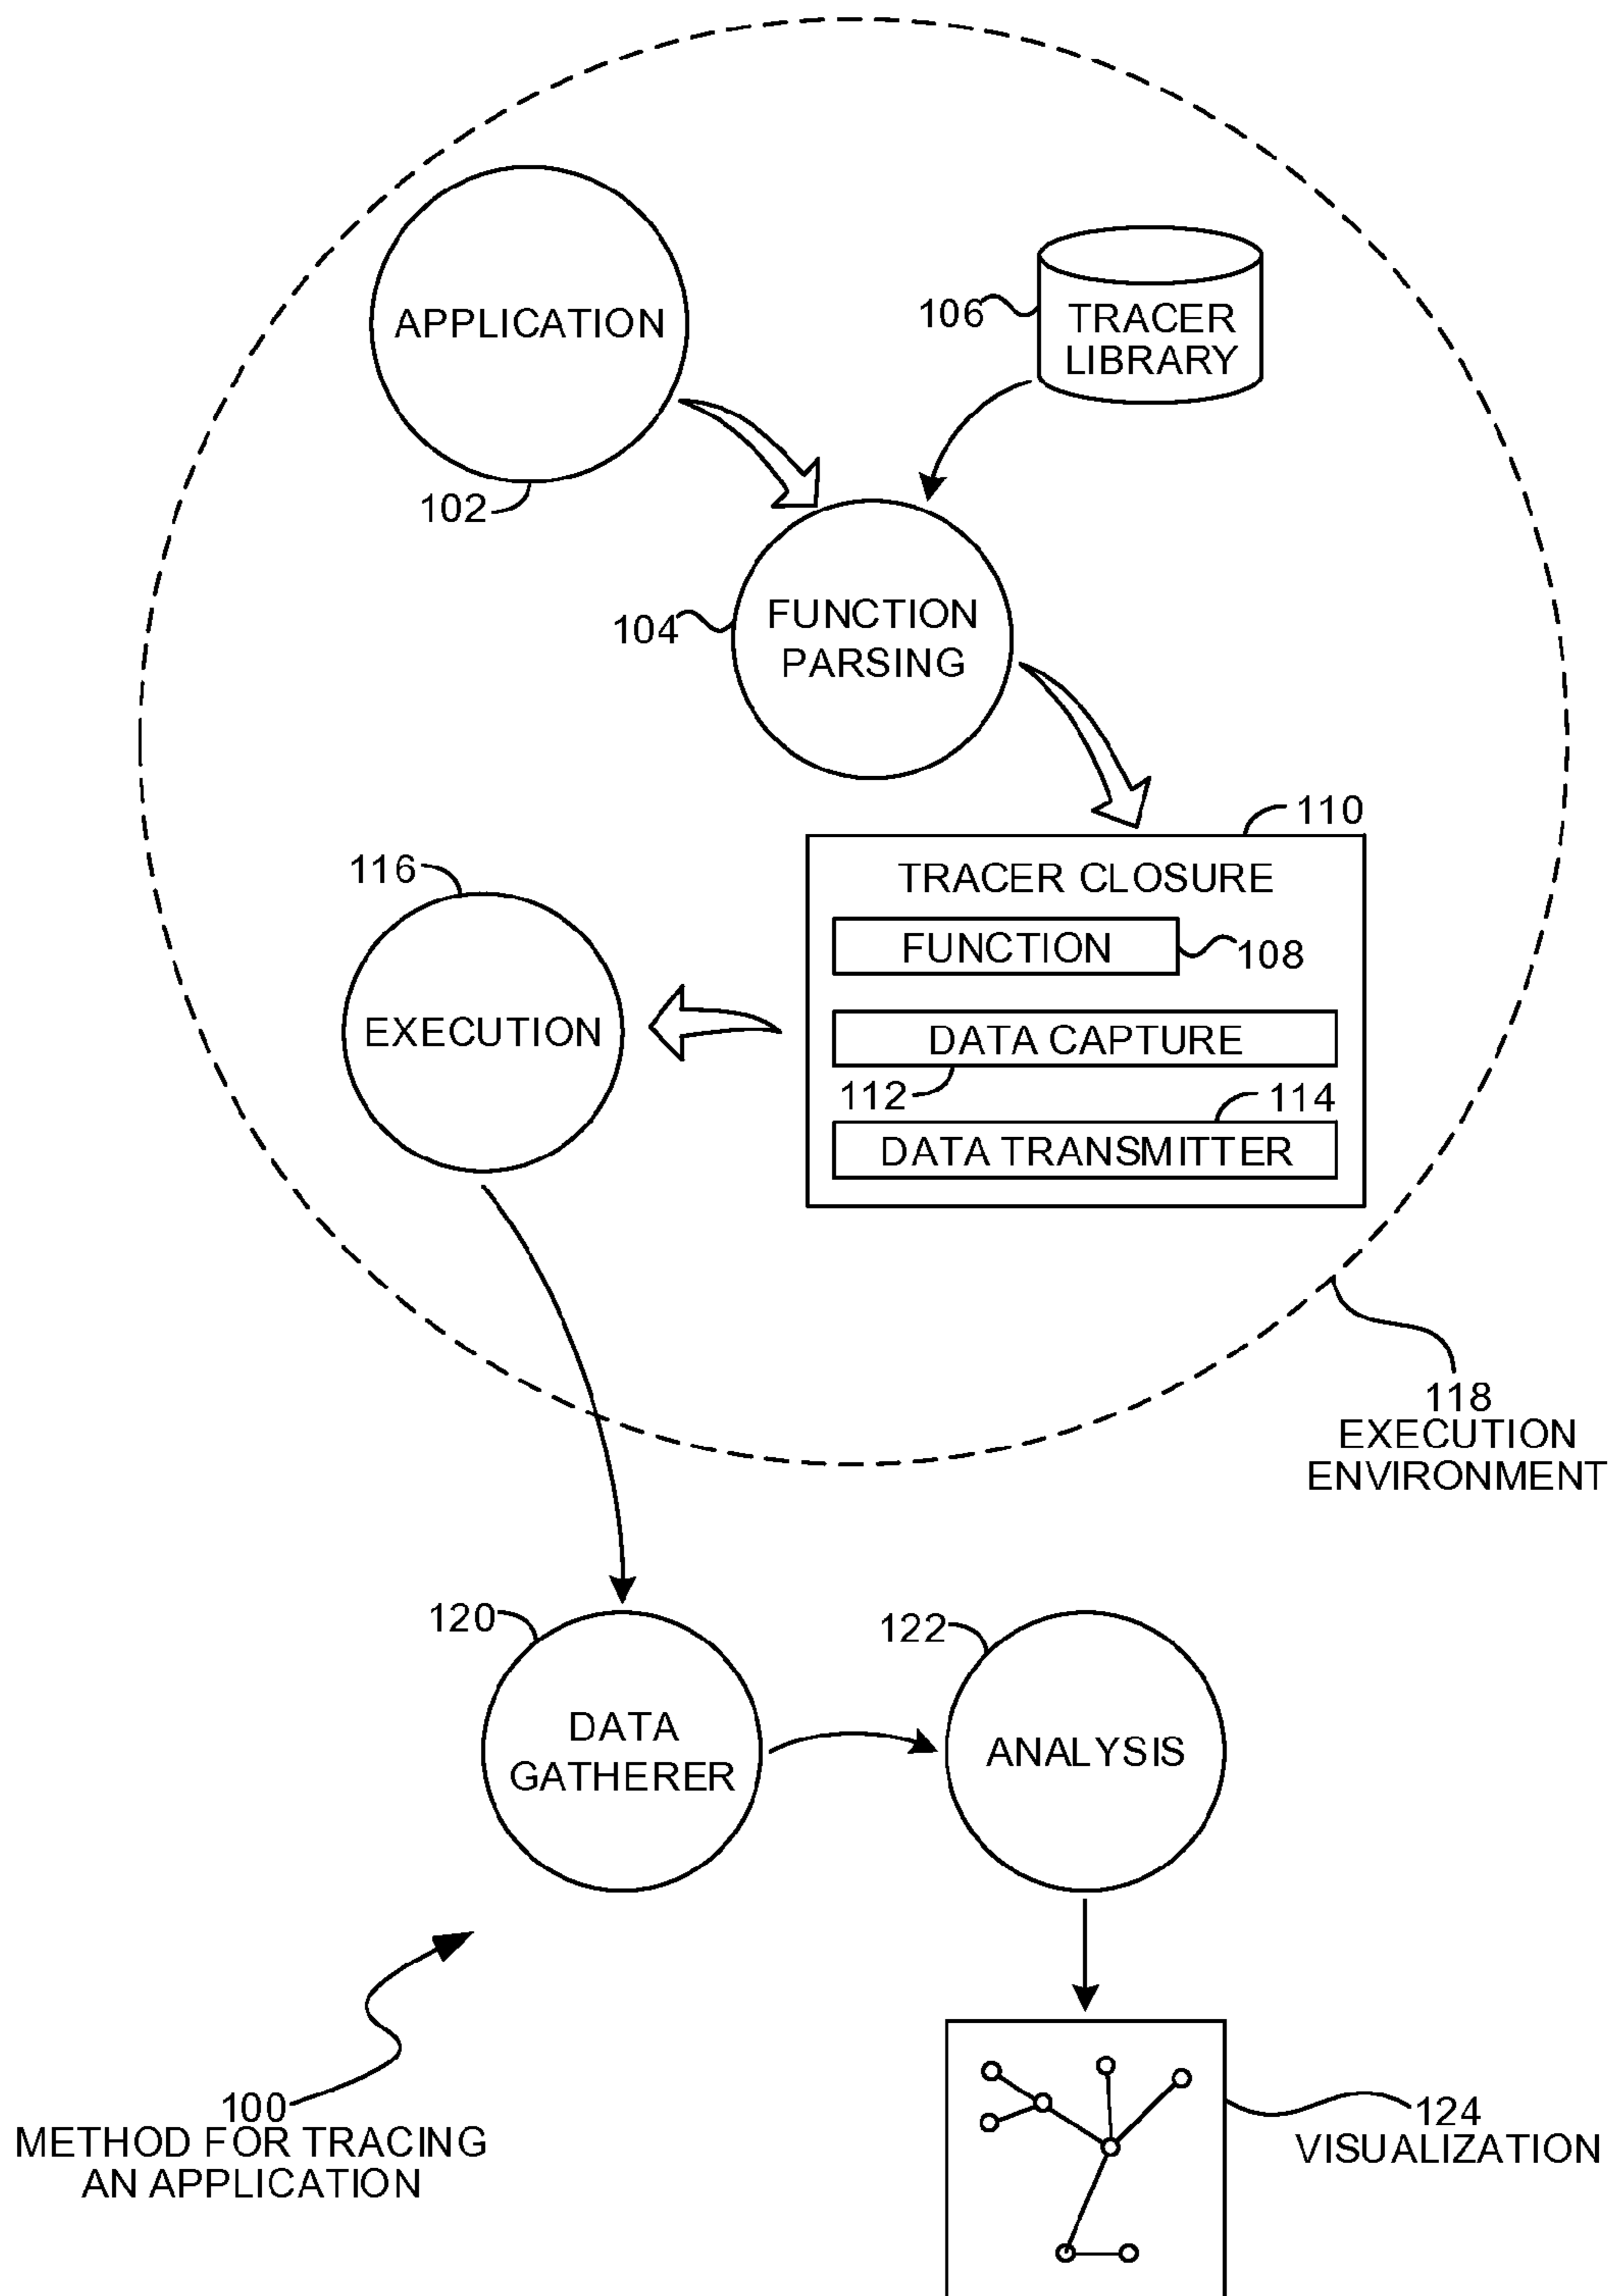 APPLICATION
102
106
TRACER
LIBRARY
104
FUNCTION
PARSING
110
TRACER CLOSURE
FUNCTION
108
DATA CAPTURE
112
114
DATA TRANSMITTER
116
EXECUTION
118
EXECUTION
ENVIRONMENT
120
DATA
GATHERER
122
ANALYSIS
100
METHOD FOR TRACING
AN APPLICATION
124
VISUALIZATION